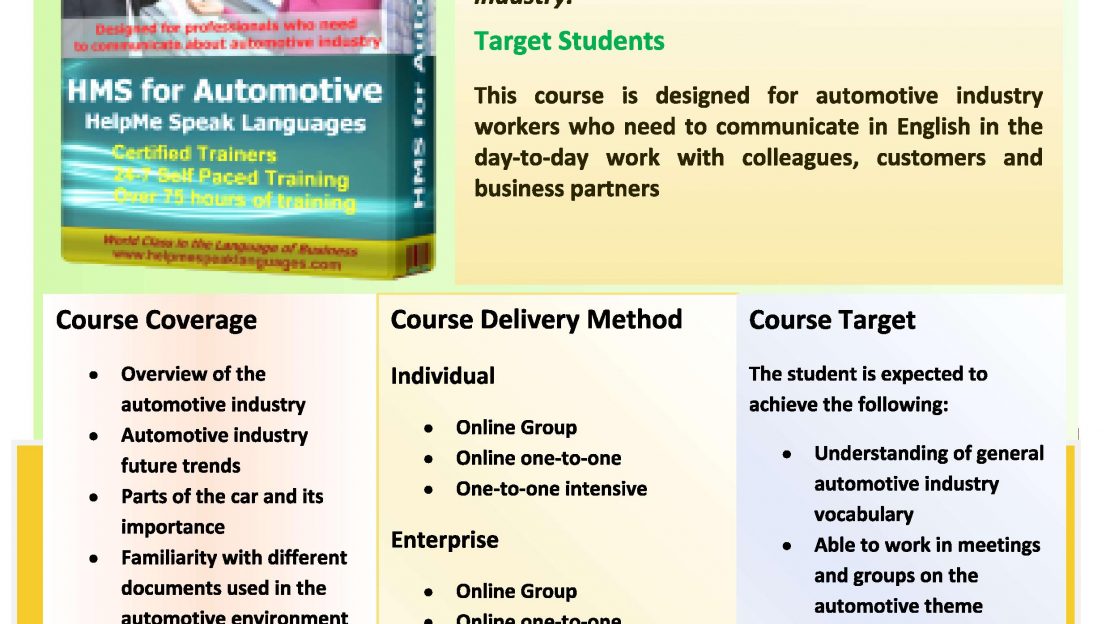 industry.
Designed for professionals who need
to communicate about automotive industry
Target Students
HMS for Automotive
HelpMe Speak Languages
Certified Trainers
24-7 Self Paced Training
Over 75 hours of training
World Class in the Language of Business
www.helpmespeaklanguages.com
HMS for Auto
This course is designed for automotive industry
workers who need to communicate in English in the
day-to-day work with colleagues, customers and
business partners
Course Coverage
• Overview of the
automotive industry
• Automotive industry
future trends
• Parts of the car and its
importance
• Familiarity with different
documents used in the
automotive environment
Course Delivery Method
Individual
• Online Group
• Online one-to-one
• One-to-one intensive
Enterprise
• Online Group
• Online one-to-one
Course Target
The student is expected to
achieve the following:
• Understanding of general
automotive industry
vocabulary
• Able to work in meetings
and groups on the
automotive theme